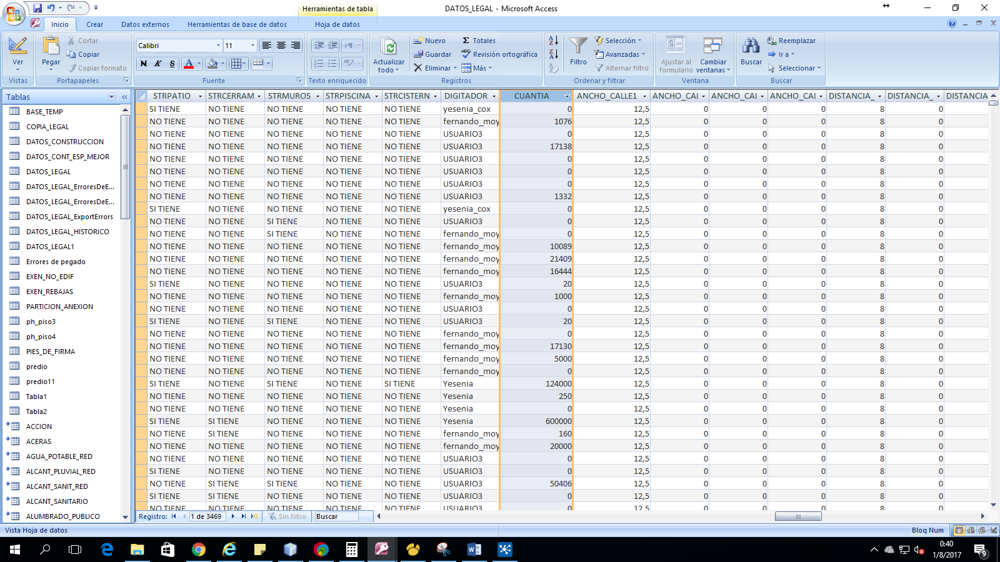 Herramientas de tabla
DATOS_LEGAL - Microsoft Access
Inicio Crear Datos externos Herramientas de base de datos Hoja de datos
Ver
Vistas
Pegar
Cortar
Copiar
Copiar formato
Portapapeles
Calibri 11
N K S A
Fuente
Texto enriquecido
Actualizar todo
Nuevo
Guardar
Eliminar
Totales
Revisión ortográfica
Más
Registros
Filtro
Selección
Avanzadas
Alternar filtro
Ordenar y filtrar
Ajustar al formulario
Cambiar ventanas
Ventana
Buscar
Reemplazar
Ir a
Seleccionar
Buscar
Tablas
BASE_TEMP
COPIA_LEGAL
DATOS_CONSTRUCCION
DATOS_CONT_ESP_MEJOR
DATOS_LEGAL
DATOS_LEGAL_ErroresDeE...
DATOS_LEGAL_ErroresDeE...
DATOS_LEGAL_ExportErrors
DATOS_LEGAL_HISTORICO
DATOS_LEGAL1
Errores de pegado
EXEN_NO_EDIF
EXEN_REBAJAS
PARTICION_ANEXION
ph_piso3
ph_piso4
PIES_DE_FIRMA
predio
predio11
Tabla1
Tabla2
ACCION
ACERAS
AGUA_POTABLE_RED
ALCANT_PLUVIAL_RED
ALCANT_SANIT_RED
ALCANT_SANITARIO
ALUMBRADO_PUBLICO
STRPATIO STRCERRAM STRMUROS STRPISCINA STRCISTERN DIGITADOR CUANTIA ANCHO_CALLE1 ANCHO_CAI ANCHO_CAI ANCHO_CAI DISTANCIA_ DISTANCIA_ DISTANCIA
SI TIENE NO TIENE NO TIENE NO TIENE NO TIENE yesenia_cox 0 12,5 0 0 0 8 0
NO TIENE NO TIENE NO TIENE NO TIENE NO TIENE fernando_moy 1076 12,5 0 0 0 8 0
NO TIENE NO TIENE NO TIENE NO TIENE NO TIENE USUARIO3 0 12,5 0 0 0 8 0
NO TIENE NO TIENE NO TIENE NO TIENE NO TIENE USUARIO3 17138 12,5 0 0 0 8 0
NO TIENE NO TIENE NO TIENE NO TIENE NO TIENE USUARIO3 0 12,5 0 0 0 8 0
NO TIENE NO TIENE NO TIENE NO TIENE NO TIENE USUARIO3 0 12,5 0 0 0 8 0
NO TIENE NO TIENE NO TIENE NO TIENE NO TIENE USUARIO3 0 12,5 0 0 0 8 0
NO TIENE NO TIENE NO TIENE NO TIENE NO TIENE USUARIO3 1332 12,5 0 0 0 8 0
SI TIENE NO TIENE NO TIENE NO TIENE NO TIENE yesenia_cox 0 12,5 0 0 0 8 0
NO TIENE NO TIENE SI TIENE NO TIENE NO TIENE USUARIO3 0 12,5 0 0 0 8 0
NO TIENE NO TIENE SI TIENE NO TIENE NO TIENE fernando_moy 0 12,5 0 0 0 8 0
NO TIENE NO TIENE NO TIENE NO TIENE NO TIENE fernando_moy 10089 12,5 0 0 0 8 0
NO TIENE NO TIENE NO TIENE NO TIENE NO TIENE fernando_moy 21409 12,5 0 0 0 8 0
NO TIENE NO TIENE NO TIENE NO TIENE NO TIENE fernando_moy 16444 12,5 0 0 0 8 0
SI TIENE NO TIENE NO TIENE NO TIENE NO TIENE USUARIO3 20 12,5 0 0 0 8 0
NO TIENE NO TIENE NO TIENE NO TIENE NO TIENE fernando_moy 1000 12,5 0 0 0 8 0
NO TIENE NO TIENE NO TIENE NO TIENE NO TIENE USUARIO3 0 12,5 0 0 0 8 0
SI TIENE NO TIENE SI TIENE NO TIENE NO TIENE USUARIO3 20 12,5 0 0 0 8 0
NO TIENE NO TIENE NO TIENE NO TIENE NO TIENE fernando_moy 0 12,5 0 0 0 8 0
NO TIENE NO TIENE NO TIENE NO TIENE NO TIENE fernando_moy 17130 12,5 0 0 0 8 0
NO TIENE NO TIENE NO TIENE NO TIENE NO TIENE fernando_moy 5000 12,5 0 0 0 8 0
NO TIENE NO TIENE NO TIENE NO TIENE NO TIENE fernando_moy 0 12,5 0 0 0 8 0
SI TIENE NO TIENE SI TIENE NO TIENE SI TIENE Yesenia 124000 12,5 0 0 0 8 0
NO TIENE NO TIENE NO TIENE NO TIENE NO TIENE Yesenia 250 12,5 0 0 0 8 0
NO TIENE NO TIENE NO TIENE NO TIENE NO TIENE Yesenia 0 12,5 0 0 0 8 0
SI TIENE SI TIENE NO TIENE NO TIENE NO TIENE Yesenia 600000 12,5 0 0 0 8 0
NO TIENE SI TIENE NO TIENE NO TIENE NO TIENE fernando_moy 160 12,5 0 0 0 8 0
NO TIENE NO TIENE NO TIENE NO TIENE NO TIENE fernando_moy 20000 12,5 0 0 0 8 0
NO TIENE NO TIENE NO TIENE NO TIENE NO TIENE USUARIO3 0 12,5 0 0 0 8 0
SI TIENE NO TIENE NO TIENE NO TIENE NO TIENE USUARIO3 0 12,5 0 0 0 8 0
NO TIENE SI TIENE SI TIENE NO TIENE NO TIENE USUARIO3 50406 12,5 0 0 0 8 0
SI TIENE SI TIENE NO TIENE NO TIENE NO TIENE USUARIO3 0 12,5 0 0 0 8 0
NO TIENE NO TIENE NO TIENE NO TIENE NO TIENE USUARIO3 0 12,5 0 0 0 8 0
Registro: 1 de 3469 Sin filtro Buscar
Vista Hoja de datos Bloq Num
0:40
1/8/2017
9